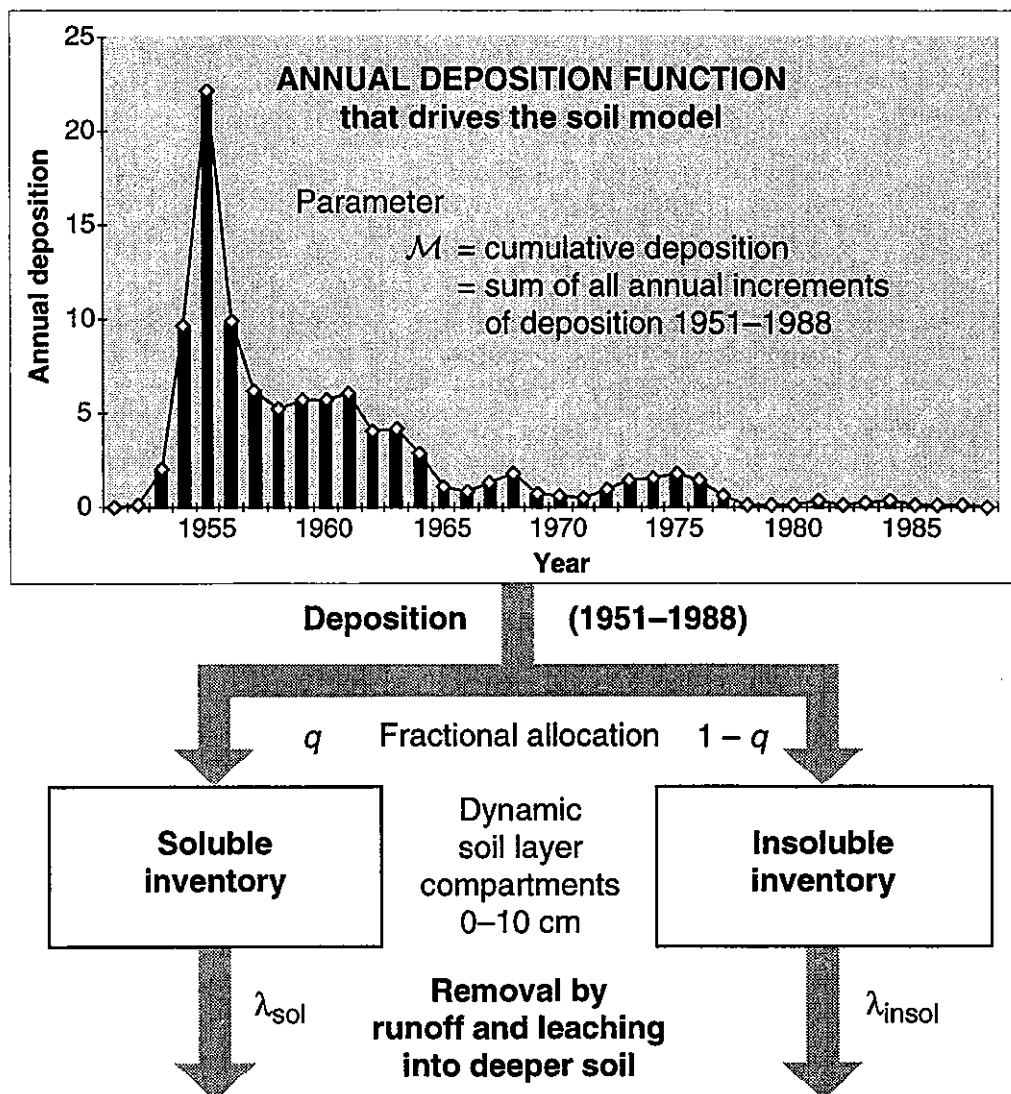 ANNUAL DEPOSITION FUNCTION
that drives the soil model
Parameter
ℳ = cumulative deposition
= sum of all annual increments
of deposition 1951–1988
Annual deposition
25
20
15
10
5
0
1955 1960 1965 1970 1975 1980 1985
Year
Deposition (1951–1988)
q Fractional allocation 1 – q
Soluble
inventory
Dynamic
soil layer
compartments
0–10 cm
Insoluble
inventory
λsol
Removal by
runoff and leaching
into deeper soil
λinsol